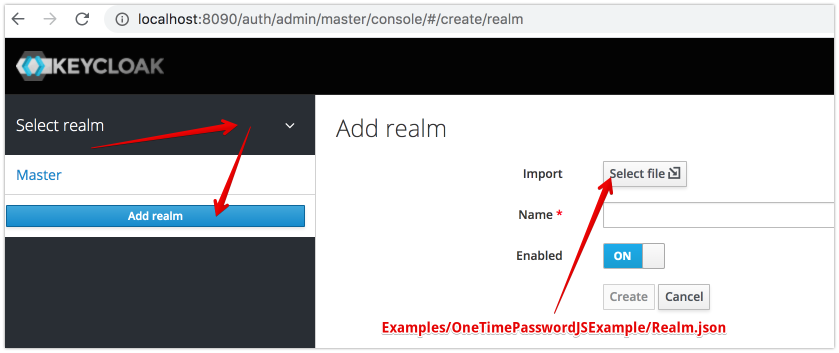 localhost:8090/auth/admin/master/console/#/create/realm
KEYCLOAK
Select realm
Master
Add realm
Add realm
Import Select file
Name *
Enabled ON
Create Cancel
Examples/OneTimePasswordJSExample/Realm.json